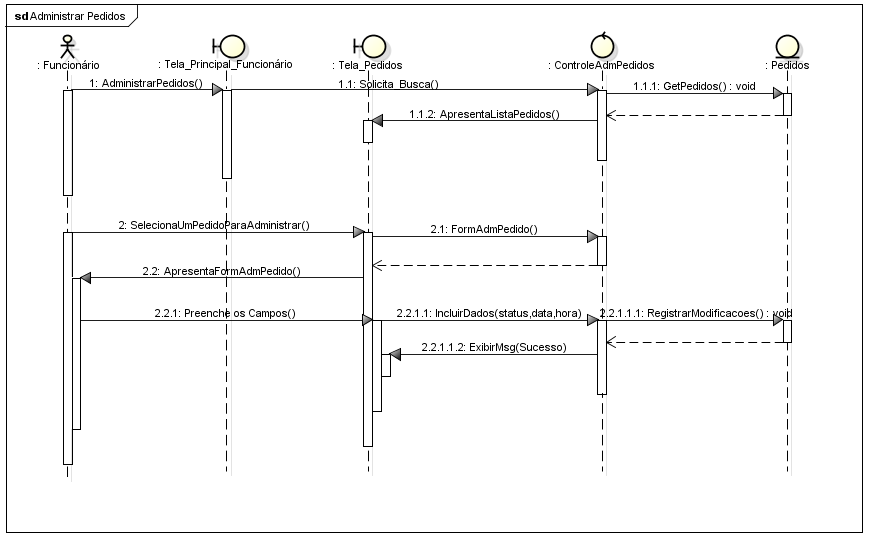 sd Administrar Pedidos
: Funcionário
: Tela_Principal_Funcionário
: Tela_Pedidos
: ControleAdmPedidos
: Pedidos
1: AdministrarPedidos()
1.1: Solicita_Busca()
1.1.1: GetPedidos() : void
1.1.2: ApresentaListaPedidos()
2: SelecionaUmPedidoParaAdministrar()
2.1: FormAdmPedido()
2.2: ApresentaFormAdmPedido()
2.2.1: Preenche os Campos()
2.2.1.1: IncluirDados(status,data,hora)
2.2.1.1.1: RegistrarModificacoes() : void
2.2.1.1.2: ExibirMsg(Sucesso)